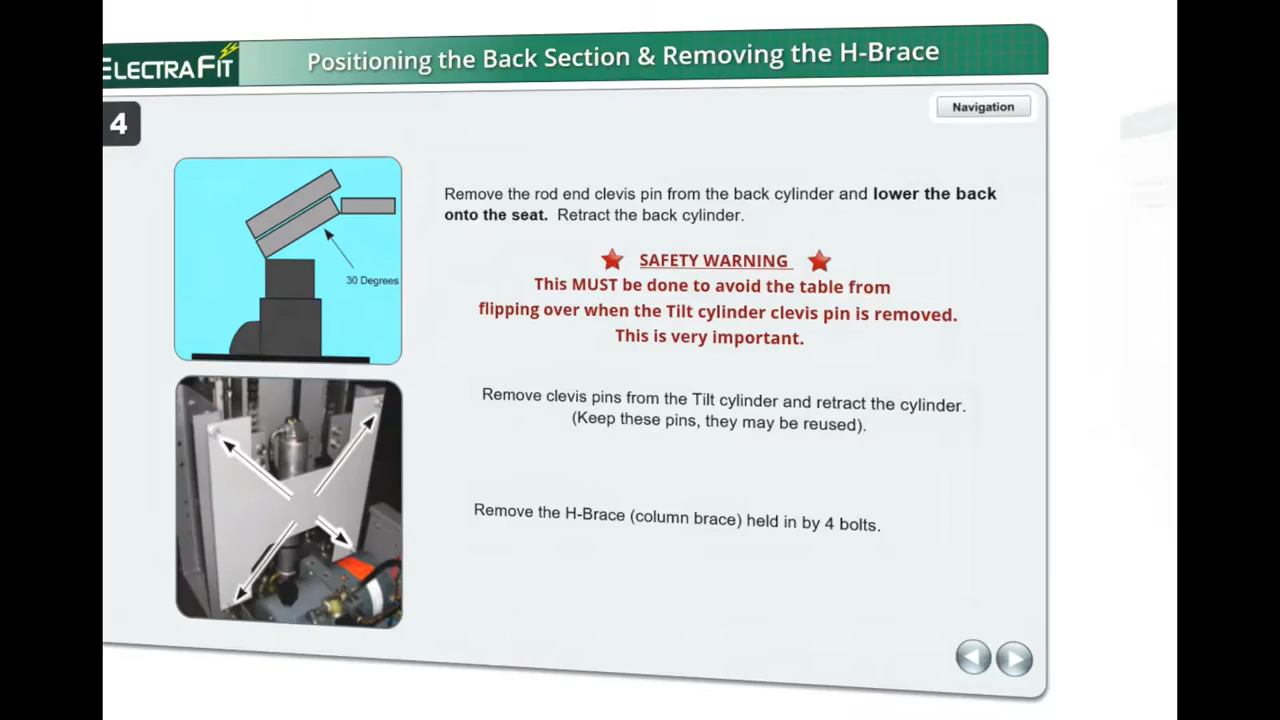 ELECTRAFIT
Positioning the Back Section & Removing the H-Brace
4
Navigation
30 Degrees
Remove the rod end clevis pin from the back cylinder and lower the back
onto the seat. Retract the back cylinder.
SAFETY WARNING
This MUST be done to avoid the table from
flipping over when the Tilt cylinder clevis pin is removed.
This is very important.
Remove clevis pins from the Tilt cylinder and retract the cylinder.
(Keep these pins, they may be reused).
Remove the H-Brace (column brace) held in by 4 bolts.